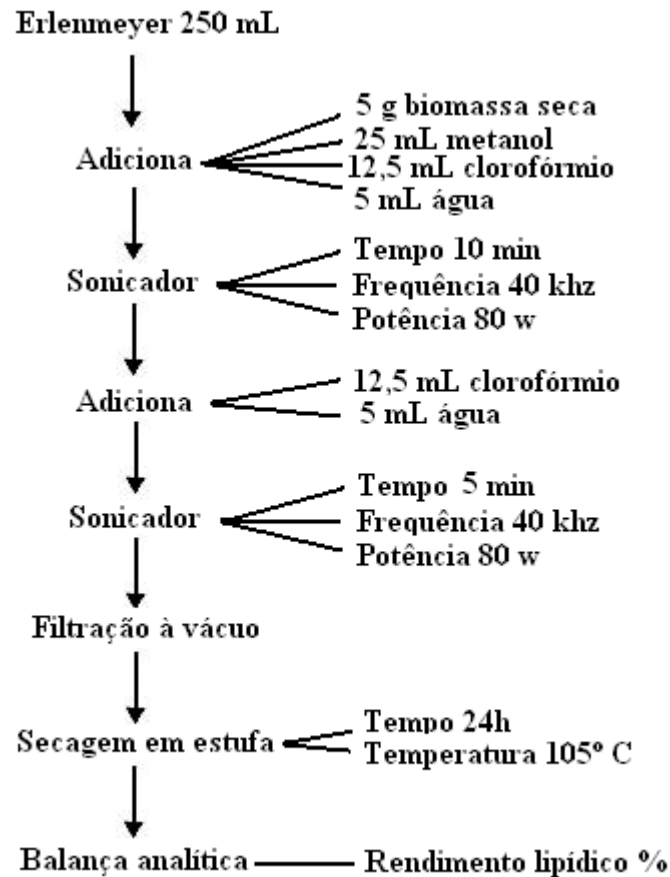 Erlenmeyer 250 mL
Adiciona
5 g biomassa seca
25 mL metanol
12,5 mL clorofórmio
5 mL água
Sonicador
Tempo 10 min
Frequência 40 khz
Potência 80 w
Adiciona
12,5 mL clorofórmio
5 mL água
Sonicador
Tempo 5 min
Frequência 40 khz
Potência 80 w
Filtração à vácuo
Secagem em estufa
Tempo 24h
Temperatura 105º C
Balança analítica
Rendimento lipídico %